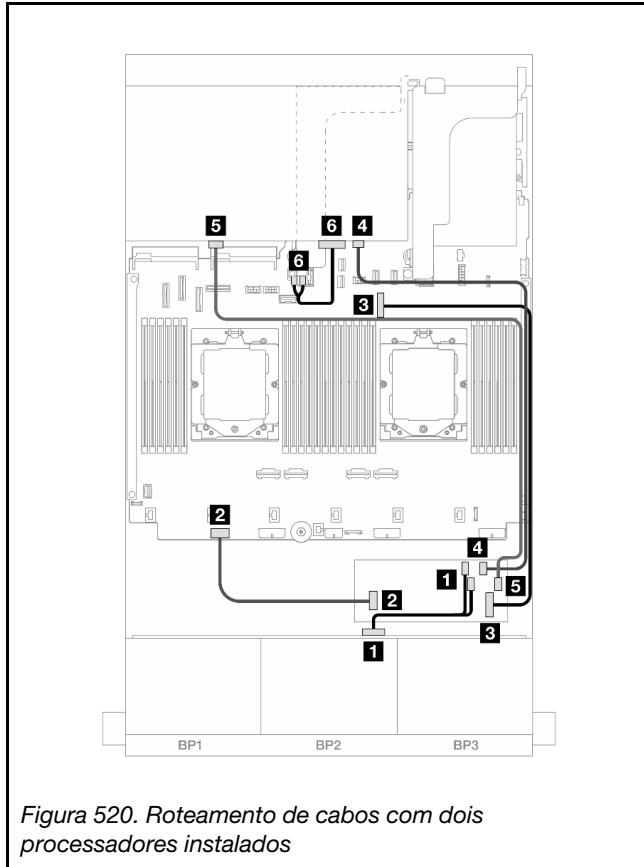 5
6
4
6
3
2
4
1
5
2
3
1
BP1
BP2
BP3
Figura 520. Roteamento de cabos com dois
processadores instalados